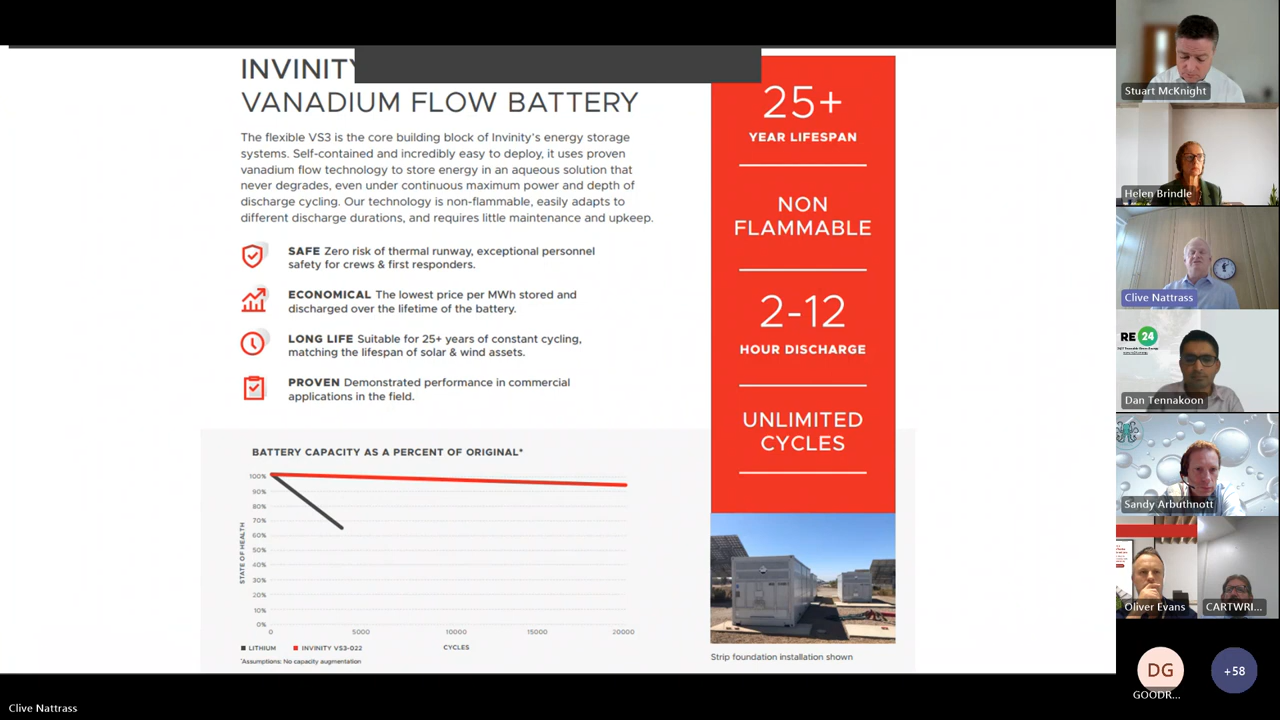 INVINITY
VANADIUM FLOW BATTERY
The flexible VS3 is the core building block of Invinity's energy storage
systems. Self-contained and incredibly easy to deploy, it uses proven
vanadium flow technology to store energy in an aqueous solution that
never degrades, even under continuous maximum power and depth of
discharge cycling. Our technology is non-flammable, easily adapts to
different discharge durations, and requires little maintenance and upkeep.
SAFE Zero risk of thermal runway, exceptional personnel
safety for crews & first responders.
ECONOMICAL The lowest price per MWh stored and
discharged over the lifetime of the battery.
LONG LIFE Suitable for 25+ years of constant cycling,
matching the lifespan of solar & wind assets.
PROVEN Demonstrated performance in commercial
applications in the field.
BATTERY CAPACITY AS A PERCENT OF ORIGINAL*
STATE OF HEALTH
100%
90%
80%
70%
60%
50%
40%
30%
20%
10%
0%
0 5000 10000 15000 20000
LITHIUM INVINITY VS3-022 CYCLES
*Assumptions: No capacity augmentation
25+
YEAR LIFESPAN
NON
FLAMMABLE
2-12
HOUR DISCHARGE
UNLIMITED
CYCLES
Strip foundation installation shown
Stuart McKnight
Helen Brindle
Clive Nattrass
RE 24
Dan Tennakoon
Sandy Arbuthnott
Oliver Evans
CARTWRI...
DG
GOODR...
+58
Clive Nattrass